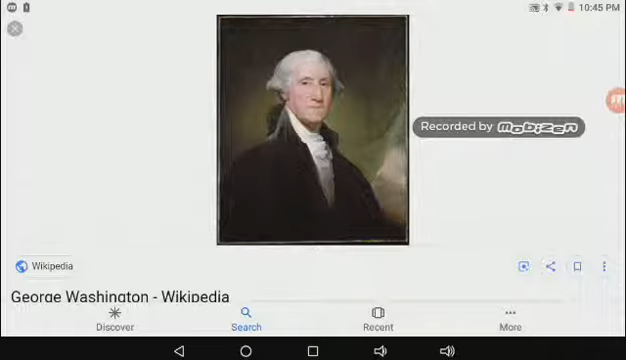 10:45 PM
Recorded by MOBIZEN
Wikipedia
George Washington - Wikipedia
Discover
Search
Recent
More